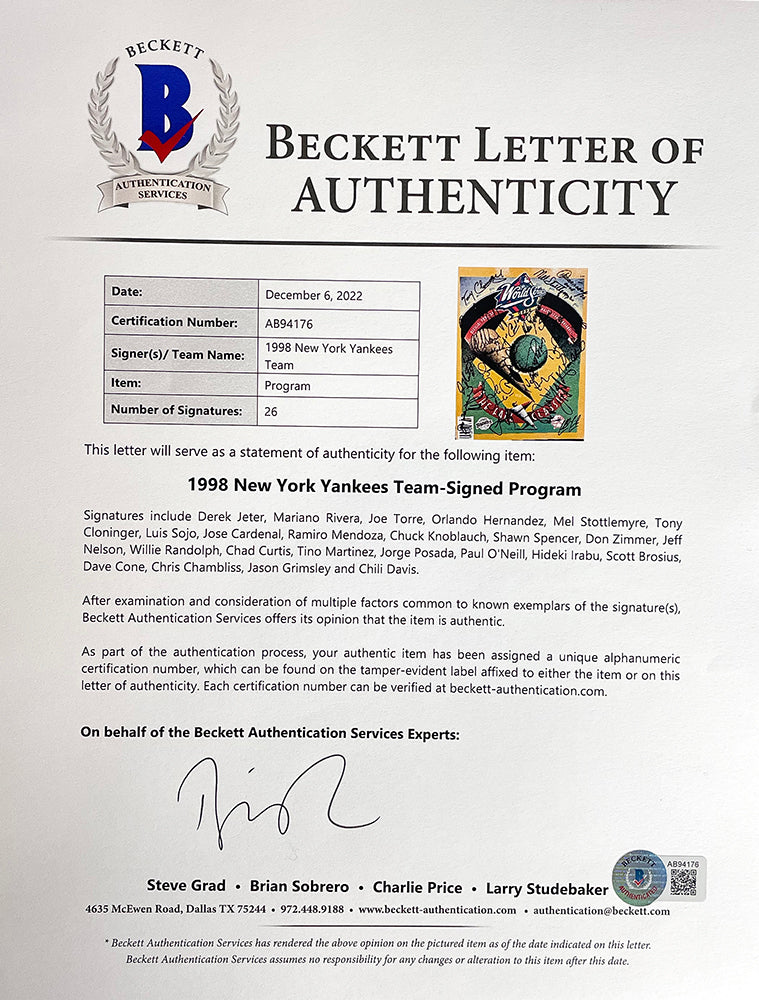 BECKETT
B
AUTHENTICATION
SERVICES
BECKETT LETTER OF
AUTHENTICITY
Date: December 6, 2022
Certification Number: AB94176
Signer(s)/ Team Name: 1998 New York Yankees
Team
Item: Program
Number of Signatures: 26
World Series
This letter will serve as a statement of authenticity for the following item:
1998 New York Yankees Team-Signed Program
Signatures include Derek Jeter, Mariano Rivera, Joe Torre, Orlando Hernandez, Mel Stottlemyre, Tony
Cloninger, Luis Sojo, Jose Cardenal, Ramiro Mendoza, Chuck Knoblauch, Shawn Spencer, Don Zimmer, Jeff
Nelson, Willie Randolph, Chad Curtis, Tino Martinez, Jorge Posada, Paul O'Neill, Hideki Irabu, Scott Brosius,
Dave Cone, Chris Chambliss, Jason Grimsley and Chili Davis.
After examination and consideration of multiple factors common to known exemplars of the signature(s),
Beckett Authentication Services offers its opinion that the item is authentic.
As part of the authentication process, your authentic item has been assigned a unique alphanumeric
certification number, which can be found on the tamper-evident label affixed to either the item or on this
letter of authenticity. Each certification number can be verified at beckett-authentication.com.
On behalf of the Beckett Authentication Services Experts:
Steve Grad • Brian Sobrero • Charlie Price • Larry Studebaker
BECKETT
B
AUTHENTICATED
AB94176
4635 McEwen Road, Dallas TX 75244 • 972.448.9188 • www.beckett-authentication.com • authentication@beckett.com
* Beckett Authentication Services has rendered the above opinion on the pictured item as of the date indicated on this letter.
Beckett Authentication Services assumes no responsibility for any changes or alteration to this item after this date.